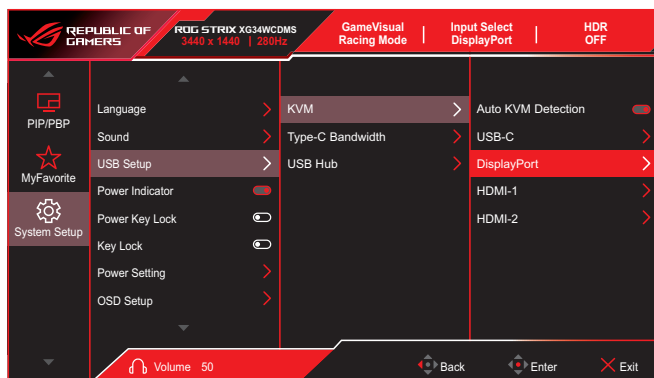 REPUBLIC OF
GAMERS
ROG STRIX XG34WCDMS
3440 x 1440 | 280Hz
GameVisual
Racing Mode
Input Select
DisplayPort
HDR
OFF
PIP/PBP
MyFavorite
System Setup
Language
Sound
USB Setup
Power Indicator
Power Key Lock
Key Lock
Power Setting
OSD Setup
KVM
Type-C Bandwidth
USB Hub
Auto KVM Detection
USB-C
DisplayPort
HDMI-1
HDMI-2
Volume 50
Back
Enter
Exit